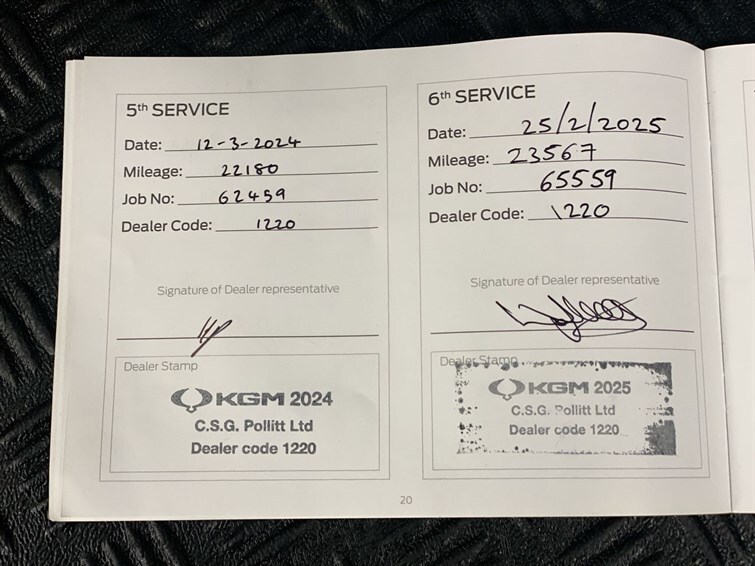 5th SERVICE
Date: 12-3-2024
Mileage: 22180
Job No: 62459
Dealer Code: 1220
Signature of Dealer representative
Dealer Stamp
KGM 2024
C.S.G. Pollitt Ltd
Dealer code 1220
6th SERVICE
Date: 25/2/2025
Mileage: 23567
Job No: 65559
Dealer Code: 1220
Signature of Dealer representative
Dealer Stamp
KGM 2025
C.S.G. Pollitt Ltd
Dealer code 1220
20